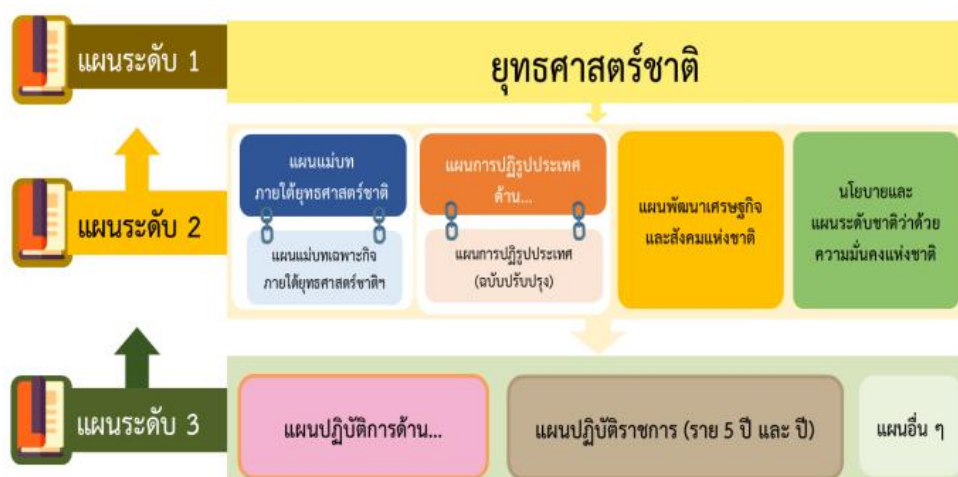 แผนระดับ 1
ยุทธศาสตร์ชาติ
แผนระดับ 2
แผนแม่บท
ภายใต้ยุทธศาสตร์ชาติ
แผนแม่บทเฉพาะกิจ
ภายใต้ยุทธศาสตร์ชาติฯ
แผนการปฏิรูปประเทศ
ด้าน...
แผนการปฏิรูปประเทศ
(ฉบับปรับปรุง)
แผนพัฒนาเศรษฐกิจ
และสังคมแห่งชาติ
นโยบายและ
แผนระดับชาติว่าด้วย
ความมั่นคงแห่งชาติ
แผนระดับ 3
แผนปฏิบัติการด้าน...
แผนปฏิบัติราชการ (ราย 5 ปี และ ปี)
แผนอื่น ๆ